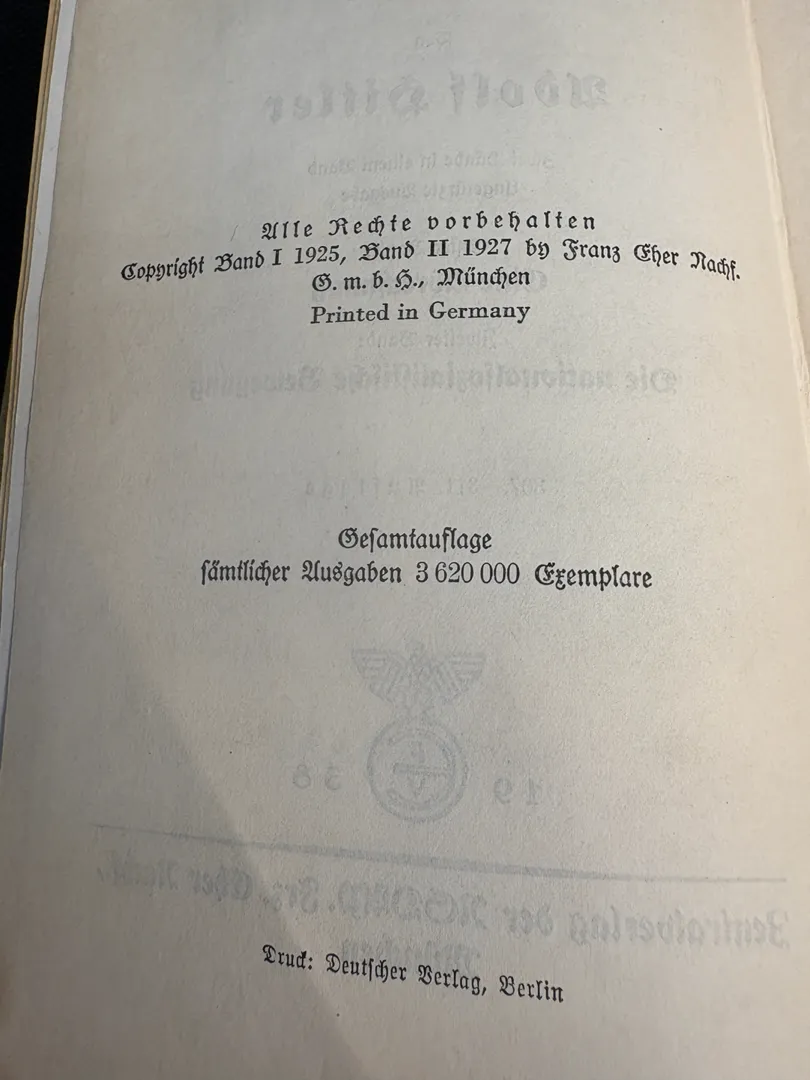 Alle Rechte vorbehalten
Copyright Band I 1925, Band II 1927 by Franz Eher Nachf.
G. m. b. H., München
Printed in Germany
Gesamtauflage
sämtlicher Ausgaben 3 620 000 Exemplare
Druck: Deutscher Verlag, Berlin